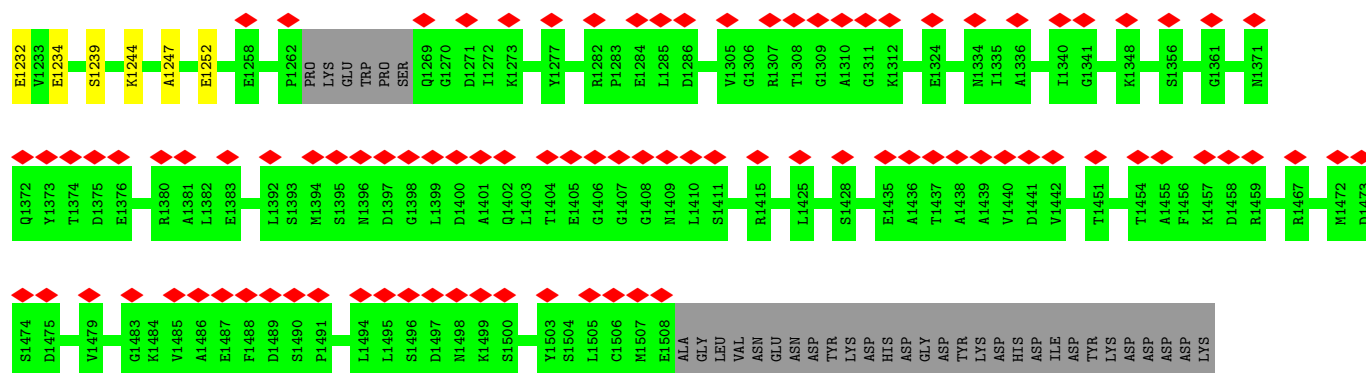 E1232 V1233 E1234 S1239 K1244 A1247 E1252 E1258 P1262 PRO LYS GLU TRP PRO SER Q1269 G1270 D1271 I1272 K1273 Y1277 R1282 P1283 E1284 L1285 D1286 V1305 G1306 R1307 T1308 G1309 A1310 G1311 K1312 E1324 N1334 I1335 A1336 I1340 G1341 K1348 S1356 G1361 N1371
Q1372 Y1373 T1374 D1375 E1376 R1380 A1381 L1382 E1383 L1392 S1393 M1394 S1395 N1396 D1397 G1398 L1399 D1400 A1401 Q1402 L1403 T1404 E1405 G1406 G1407 G1408 N1409 L1410 S1411 R1415 L1425 S1428 E1435 A1436 T1437 A1438 A1439 V1440 D1441 V1442 T1451 T1454 A1455 F1456 K1457 D1458 R1459 R1467 M1472 D1473
S1474 D1475 V1479 G1483 K1484 V1485 A1486 E1487 F1488 D1489 S1490 P1491 L1494 L1495 S1496 D1497 N1498 K1499 S1500 Y1503 S1504 L1505 C1506 M1507 E1508 ALA GLY LEU VAL ASN GLU ASN ASP TYR LYS ASP HIS ASP GLY ASP TYR LYS ASP HIS ASP ILE ASP TYR LYS ASP ASP ASP ASP LYS